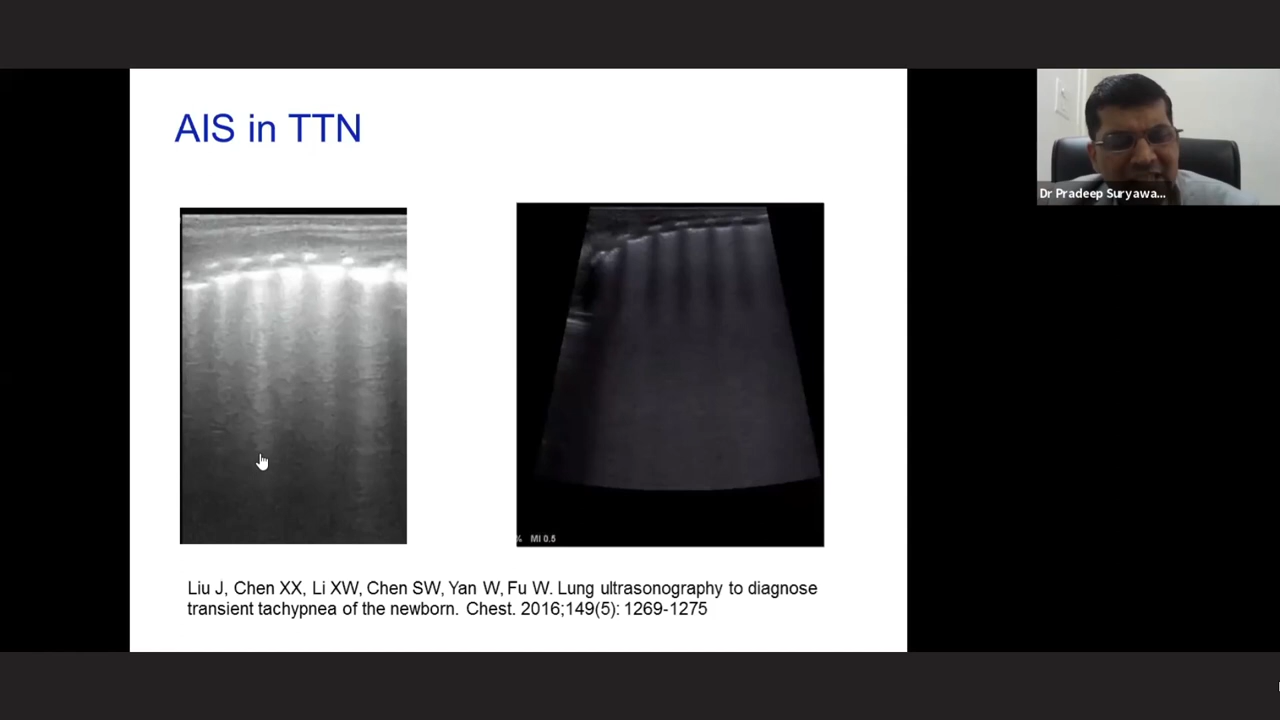 AIS in TTN
Dr Pradeep Suryawa...
MI 0.5
Liu J, Chen XX, Li XW, Chen SW, Yan W, Fu W. Lung ultrasonography to diagnose
transient tachypnea of the newborn. Chest. 2016;149(5): 1269-1275